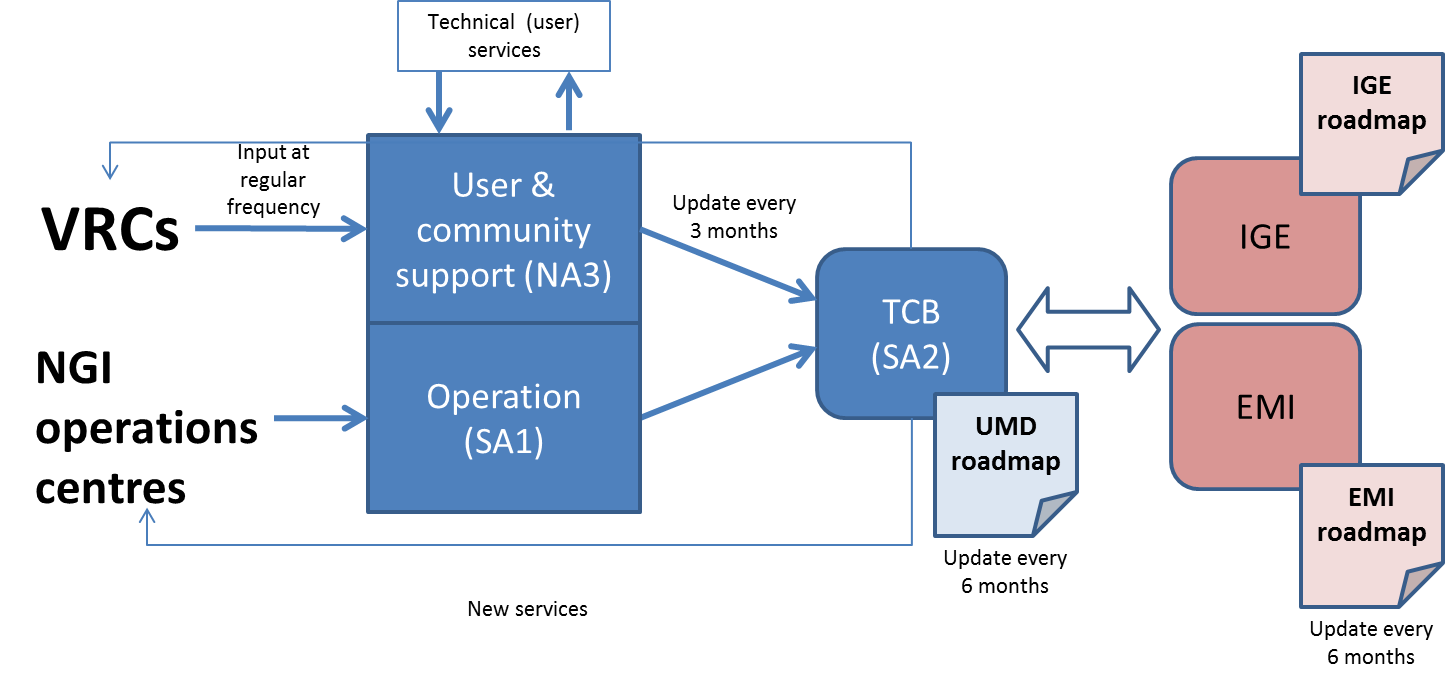 Technical (user)
services
IGE
roadmap
Input at
regular
frequency
VRCs
User &
community
support (NA3)
Update every
3 months
IGE
TCB
(SA2)
NGI
operations
centres
Operation
(SA1)
EMI
UMD
roadmap
EMI
roadmap
Update every
6 months
New services
Update every
6 months